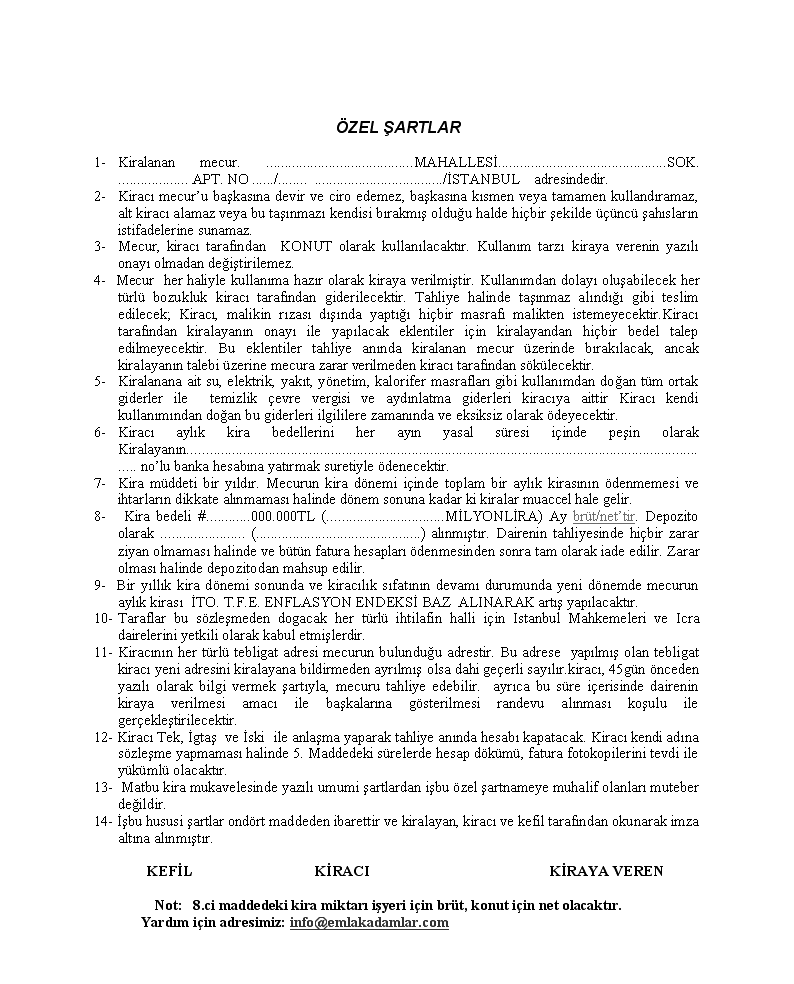 ÖZEL ŞARTLAR
1- Kiralanan mecur. ........................................MAHALLESİ..............................................SOK.
................... APT. NO ....../........ .................................../İSTANBUL adresindedir.
2- Kiracı mecur’u başkasına devir ve ciro edemez, başkasına kısmen veya tamamen kullandıramaz,
alt kiracı alamaz veya bu taşınmazı kendisi bırakmış olduğu halde hiçbir şekilde üçüncü şahısların
istifadelerine sunamaz.
3- Mecur, kiracı tarafından KONUT olarak kullanılacaktır. Kullanım tarzı kiraya verenin yazılı
onayı olmadan değiştirilemez.
4- Mecur her haliyle kullanıma hazır olarak kiraya verilmiştir. Kullanımdan dolayı oluşabilecek her
türlü bozukluk kiracı tarafından giderilecektir. Tahliye halinde taşınmaz alındığı gibi teslim
edilecek; Kiracı, malikin rızası dışında yaptığı hiçbir masrafi malikten istemeyecektir.Kiracı
tarafından kiralayanın onayı ile yapılacak eklentiler için kiralayandan hiçbir bedel talep
edilmeyecektir. Bu eklentiler tahliye anında kiralanan mecur üzerinde bırakılacak, ancak
kiralayanın talebi üzerine mecura zarar verilmeden kiracı tarafından sökülecektir.
5- Kiralanana ait su, elektrik, yakıt, yönetim, kalorifer masrafları gibi kullanımdan doğan tüm ortak
giderler ile temizlik çevre vergisi ve aydınlatma giderleri kiracıya aittir Kiracı kendi
kullanımından doğan bu giderleri ilgililere zamanında ve eksiksiz olarak ödeyecektir.
6- Kiracı aylık kira bedellerini her ayın yasal süresi içinde peşin olarak
Kiralayanın...........................................................................................................................................
..... no’lu banka hesabına yatırmak suretiyle ödenecektir.
7- Kira müddeti bir yıldır. Mecurun kira dönemi içinde toplam bir aylık kirasının ödenmemesi ve
ihtarların dikkate alınmaması halinde dönem sonuna kadar ki kiralar muaccel hale gelir.
8- Kira bedeli #............000.000TL (................................MİLYONLİRA) Ay brüt/net’tir. Depozito
olarak ....................... (.............................................) alınmıştır. Dairenin tahliyesinde hiçbir zarar
ziyan olmaması halinde ve bütün fatura hesapları ödenmesinden sonra tam olarak iade edilir. Zarar
olması halinde depozitodan mahsup edilir.
9- Bir yıllık kira dönemi sonunda ve kiracılık sıfatının devamı durumunda yeni dönemde mecurun
aylık kirası İTO. T.F.E. ENFLASYON ENDEKSİ BAZ ALINARAK artış yapılacaktır.
10- Taraflar bu sözleşmeden dogacak her türlü ihtilafin halli için Istanbul Mahkemeleri ve Icra
dairelerini yetkili olarak kabul etmişlerdir.
11- Kiracının her türlü tebligat adresi mecurun bulunduğu adrestir. Bu adrese yapılmış olan tebligat
kiracı yeni adresini kiralayana bildirmeden ayrılmış olsa dahi geçerli sayılır.kiracı, 45gün önceden
yazılı olarak bilgi vermek şartıyla, mecuru tahliye edebilir. ayrıca bu süre içerisinde dairenin
kiraya verilmesi amacı ile başkalarına gösterilmesi randevu alınması koşulu ile
gerçekleştirilecektir.
12- Kiracı Tek, İgtaş ve İski ile anlaşma yaparak tahliye anında hesabı kapatacak. Kiracı kendi adına
sözleşme yapmaması halinde 5. Maddedeki sürelerde hesap dökümü, fatura fotokopilerini tevdi ile
yükümlü olacaktır.
13- Matbu kira mukavelesinde yazılı umumi şartlardan işbu özel şartnameye muhalif olanları muteber
değildir.
14- İşbu hususi şartlar ondört maddeden ibarettir ve kiralayan, kiracı ve kefil tarafından okunarak imza
altına alınmıştır.
KEFİL KİRACI KİRAYA VEREN
Not: 8.ci maddedeki kira miktarı işyeri için brüt, konut için net olacaktır.
Yardım için adresimiz: info@emlakadamlar.com